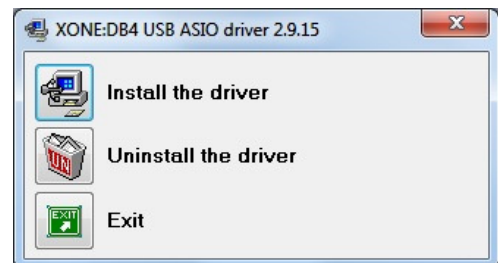 XONE:DB4 USB ASIO driver 2.9.15
Install the driver
UN
Uninstall the driver
EXIT
Exit